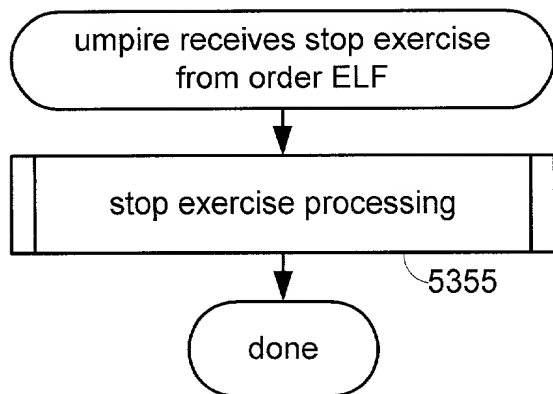 umpire receives stop exercise
from order ELF
stop exercise processing
5355
done